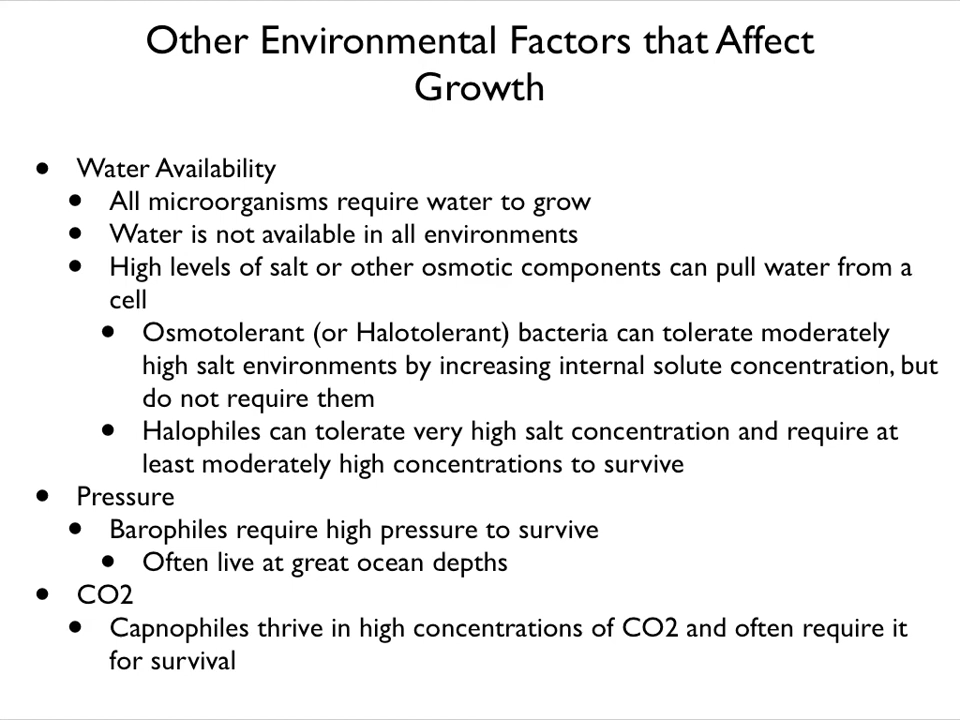 Other Environmental Factors that Affect
Growth
• Water Availability
• All microorganisms require water to grow
• Water is not available in all environments
• High levels of salt or other osmotic components can pull water from a
cell
• Osmotolerant (or Halotolerant) bacteria can tolerate moderately
high salt environments by increasing internal solute concentration, but
do not require them
• Halophiles can tolerate very high salt concentration and require at
least moderately high concentrations to survive
• Pressure
• Barophiles require high pressure to survive
• Often live at great ocean depths
• CO2
• Capnophiles thrive in high concentrations of CO2 and often require it
for survival